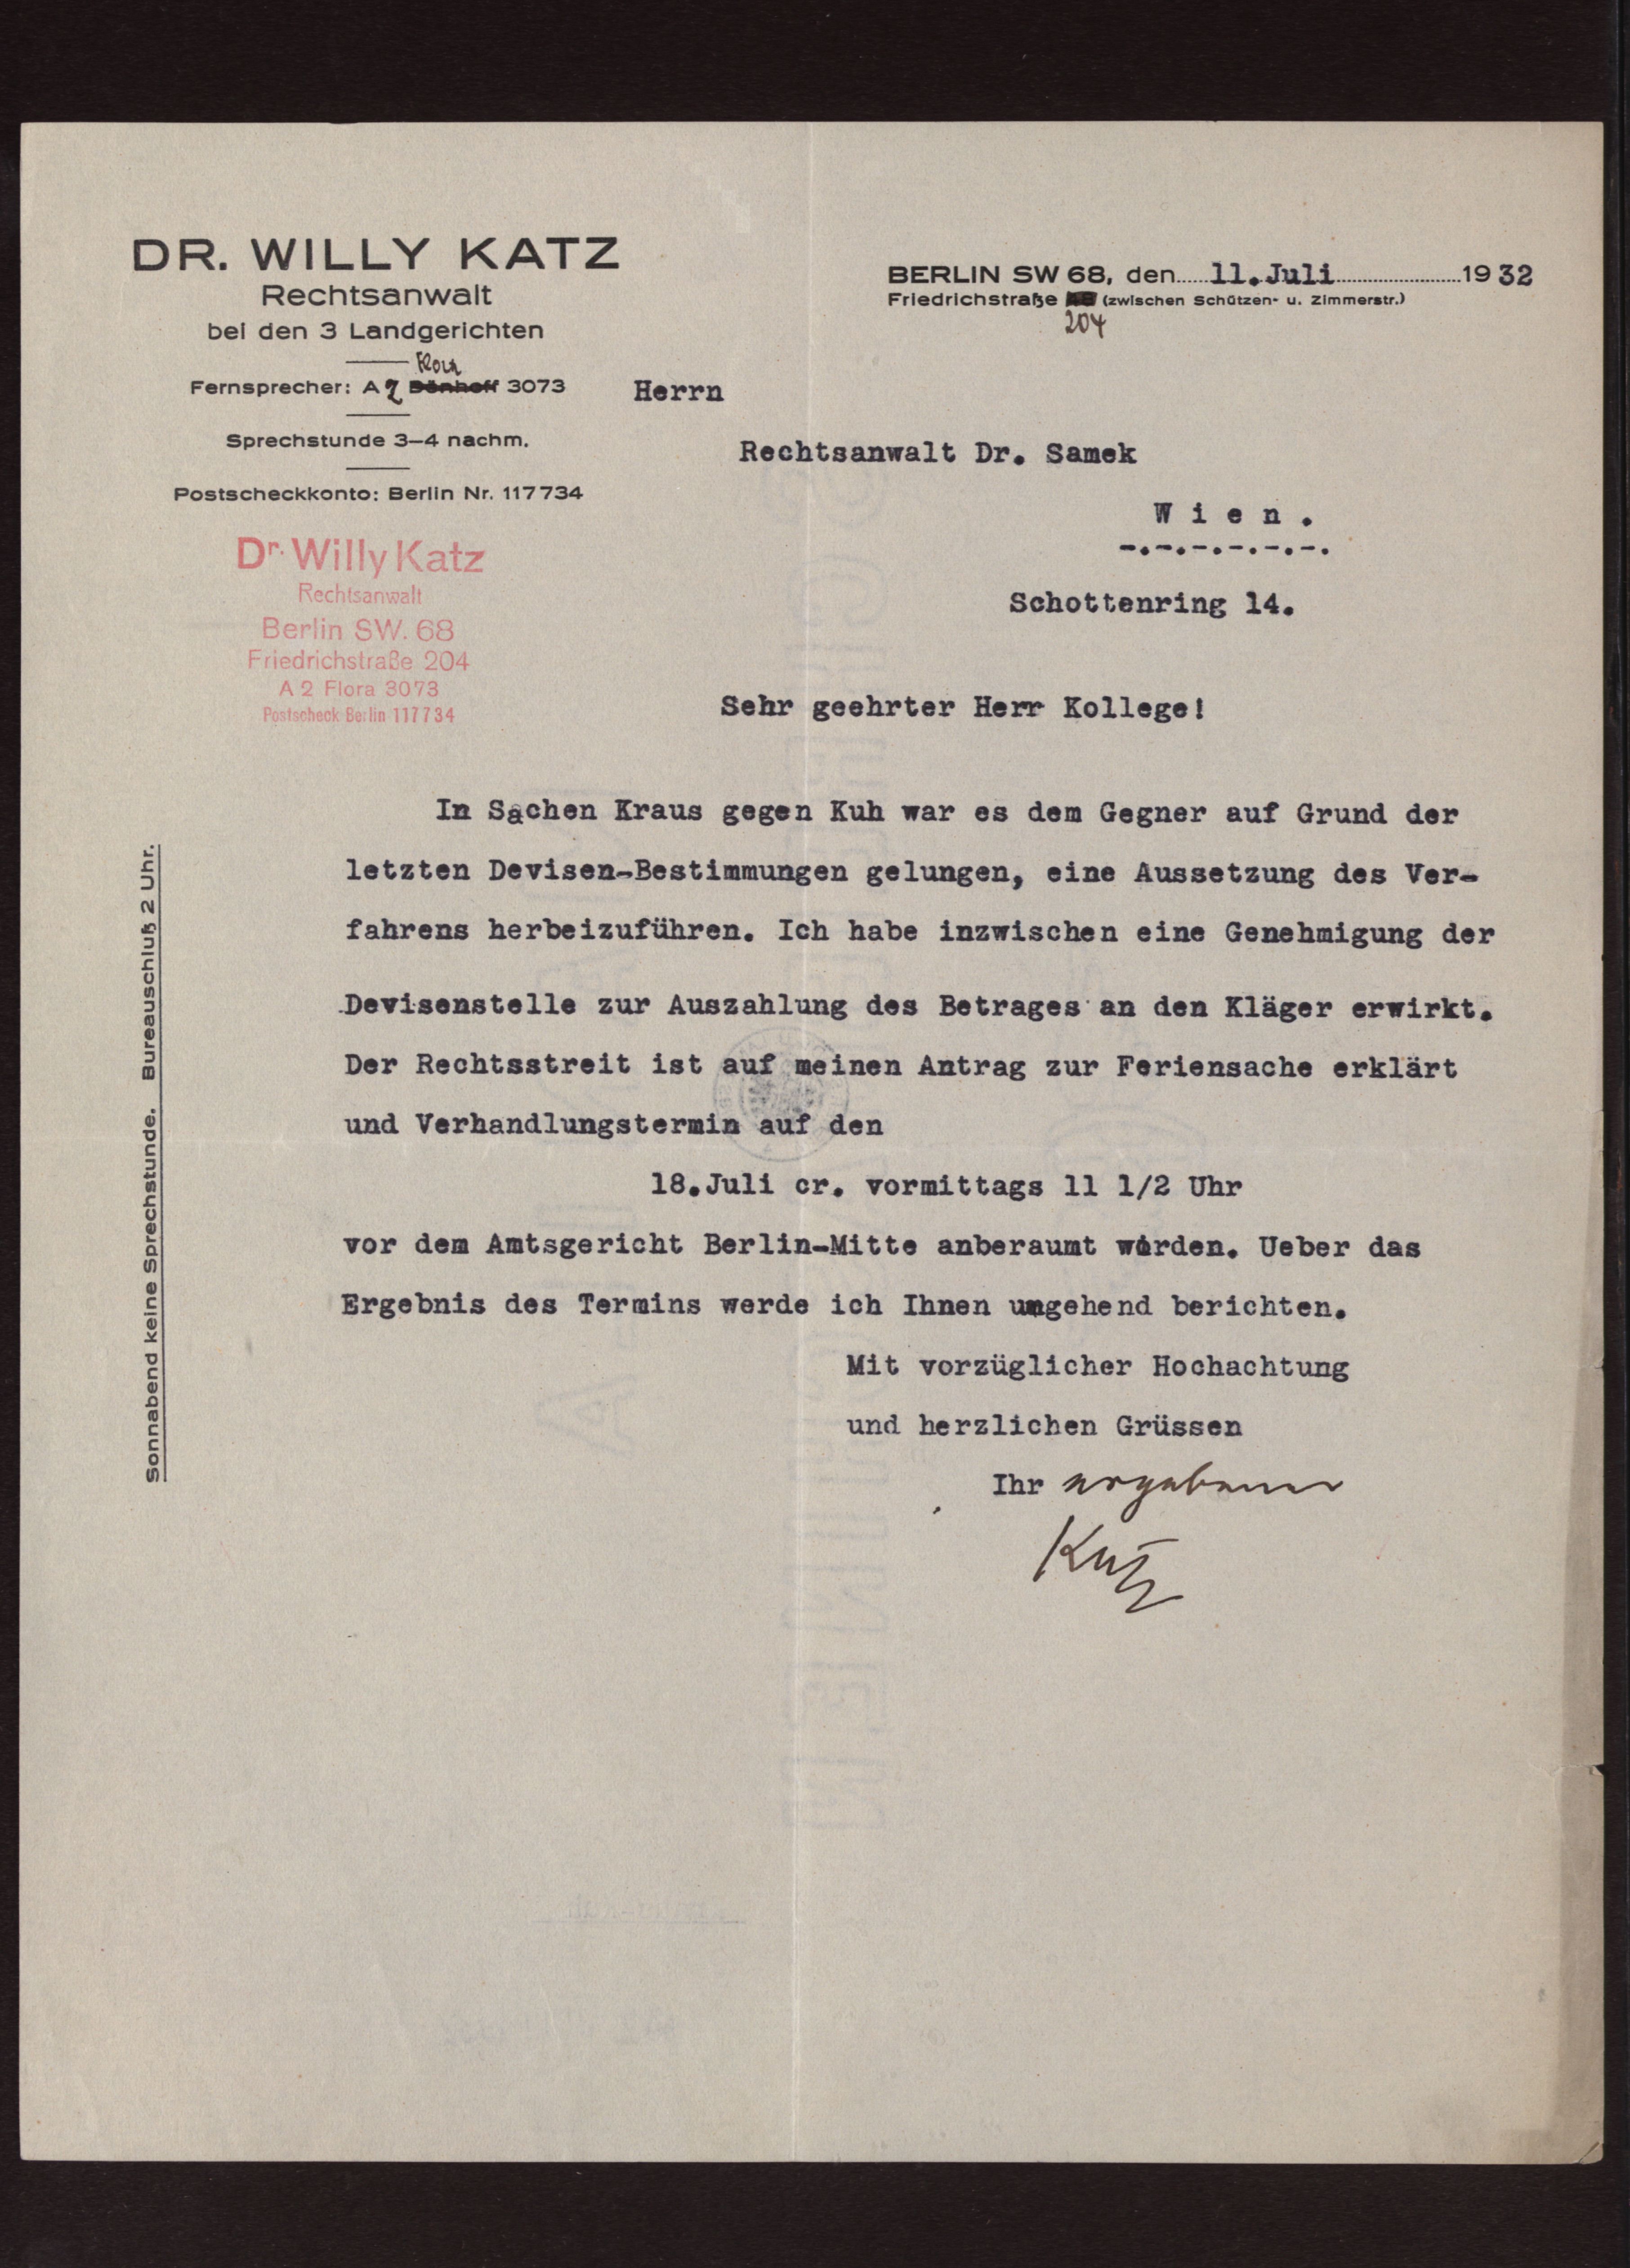 DR. WILLY KATZ
Rechtsanwalt
bei den 3 Landgerichten
Flora
Fernsprecher: A 2 Dönhoff 3073
Sprechstunde 3–4 nachm.
Postscheckkonto: Berlin Nr. 117734
Dr. Willy Katz
Rechtsanwalt
Berlin SW. 68
Friedrichstraße 204
A 2 Flora 3073
Postscheck Berlin 117734
BERLIN SW 68, den 11.Juli 1932
Friedrichstraße (zwischen Schützen- u. Zimmerstr.)
204
Herrn
Rechtsanwalt Dr. Samek
W i e n .
-.-.-.-.-.-.
Schottenring 14.
Sehr geehrter Herr Kollege!
In Sachen Kraus gegen Kuh war es dem Gegner auf Grund der
letzten Devisen-Bestimmungen gelungen, eine Aussetzung des Ver-
fahrens herbeizuführen. Ich habe inzwischen eine Genehmigung der
Devisenstelle zur Auszahlung des Betrages an den Kläger erwirkt.
Der Rechtsstreit ist auf meinen Antrag zur Feriensache erklärt
und Verhandlungstermin auf den
18.Juli cr. vormittags 11 1/2 Uhr
vor dem Amtsgericht Berlin-Mitte anberaumt worden. Ueber das
Ergebnis des Termins werde ich Ihnen umgehend berichten.
Mit vorzüglicher Hochachtung
und herzlichen Grüssen
Ihr ergebener
Katz
Sonnabend keine Sprechstunde. Bureauschluß 2 Uhr.